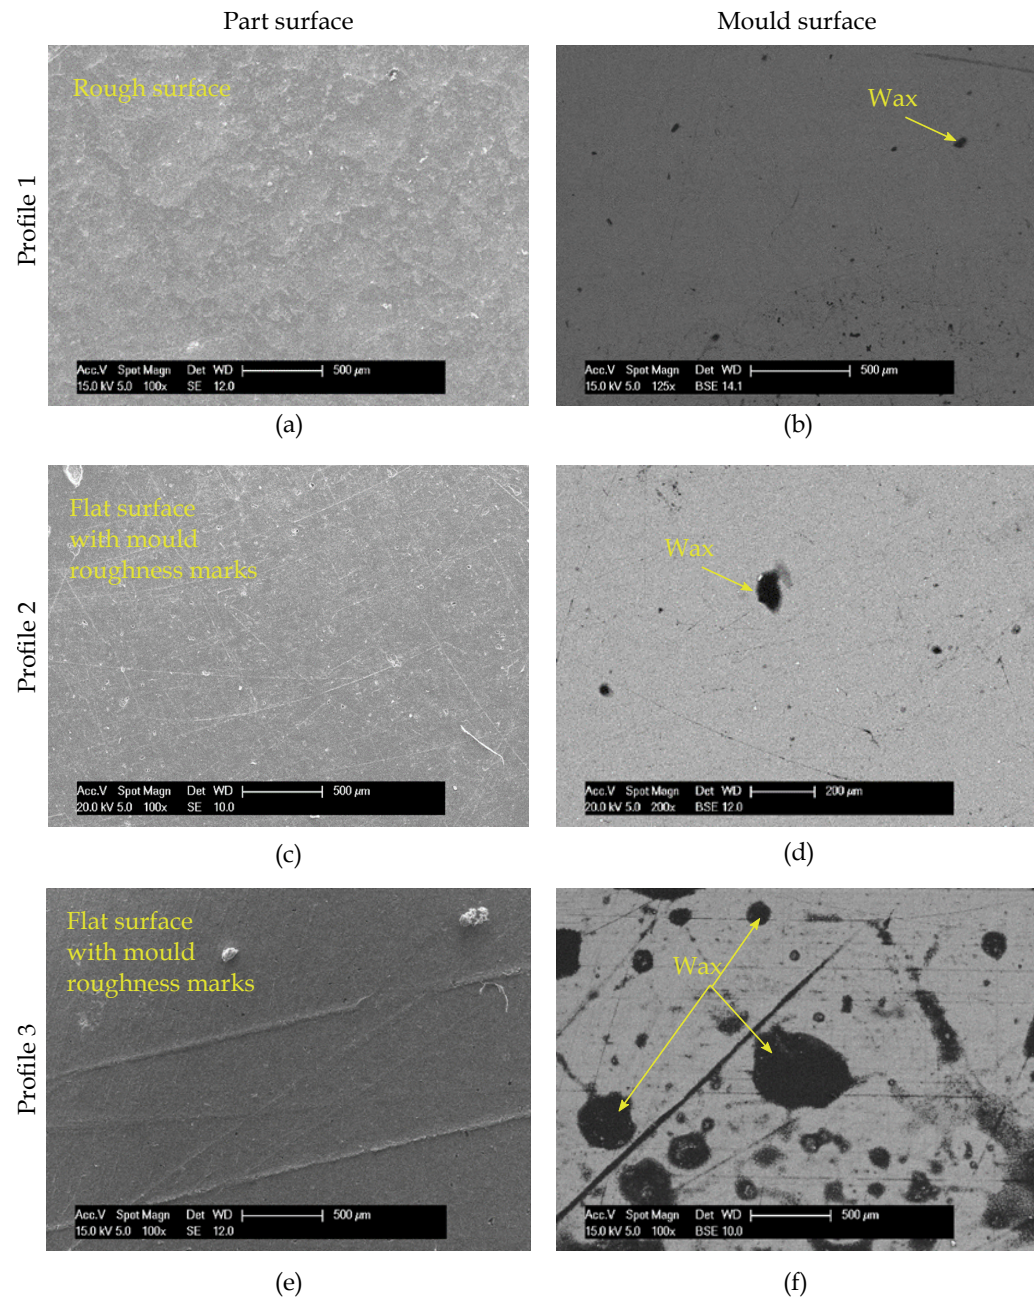 Part surface
Mould surface
Profile 1
Rough surface
Acc.V Spot Magn Det WD 500 µm
15.0 kV 5.0 100x SE 12.0
(a)
Wax
Acc.V Spot Magn Det WD 500 µm
15.0 kV 5.0 125x BSE 14.1
(b)
Profile 2
Flat surface
with mould
roughness marks
Acc.V Spot Magn Det WD 500 µm
20.0 kV 5.0 100x SE 10.0
(c)
Wax
Acc.V Spot Magn Det WD 200 µm
20.0 kV 5.0 200x BSE 12.0
(d)
Profile 3
Flat surface
with mould
roughness marks
Acc.V Spot Magn Det WD 500 µm
15.0 kV 5.0 100x SE 12.0
(e)
Wax
Acc.V Spot Magn Det WD 500 µm
15.0 kV 5.0 100x BSE 10.0
(f)